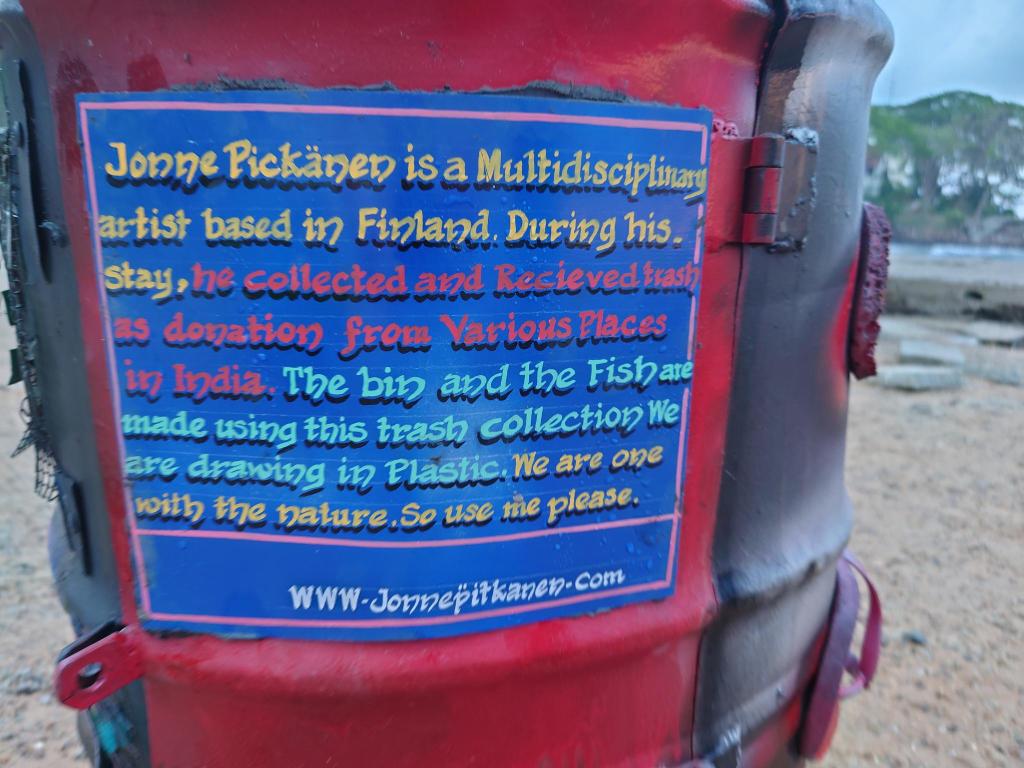 Jonne Pickänen is a Multidisciplinary
artist based in Finland. During his.
stay, he collected and Recieved trash
as donation from Various Places
in India. The bin and the Fish are
made using this trash collection We
are drawing in Plastic. We are one
with the nature. So use me please.
WWW-Jonnepitkanen-com